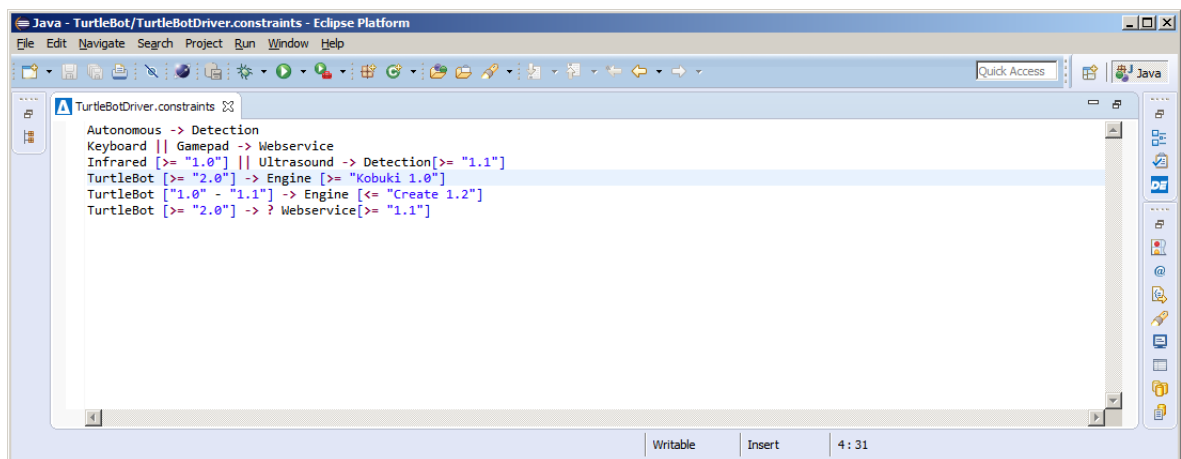 Java - TurtleBot/TurtleBotDriver.constraints - Eclipse Platform
File Edit Navigate Search Project Run Window Help
Quick Access Java
TurtleBotDriver.constraints
Autonomous -> Detection
Keyboard || Gamepad -> Webservice
Infrared [>= "1.0"] || Ultrasound -> Detection[>= "1.1"]
TurtleBot [>= "2.0"] -> Engine [>= "Kobuki 1.0"]
TurtleBot ["1.0" - "1.1"] -> Engine [<= "Create 1.2"]
TurtleBot [>= "2.0"] -> ? Webservice[>= "1.1"]
DE
@
Writable Insert 4 : 31